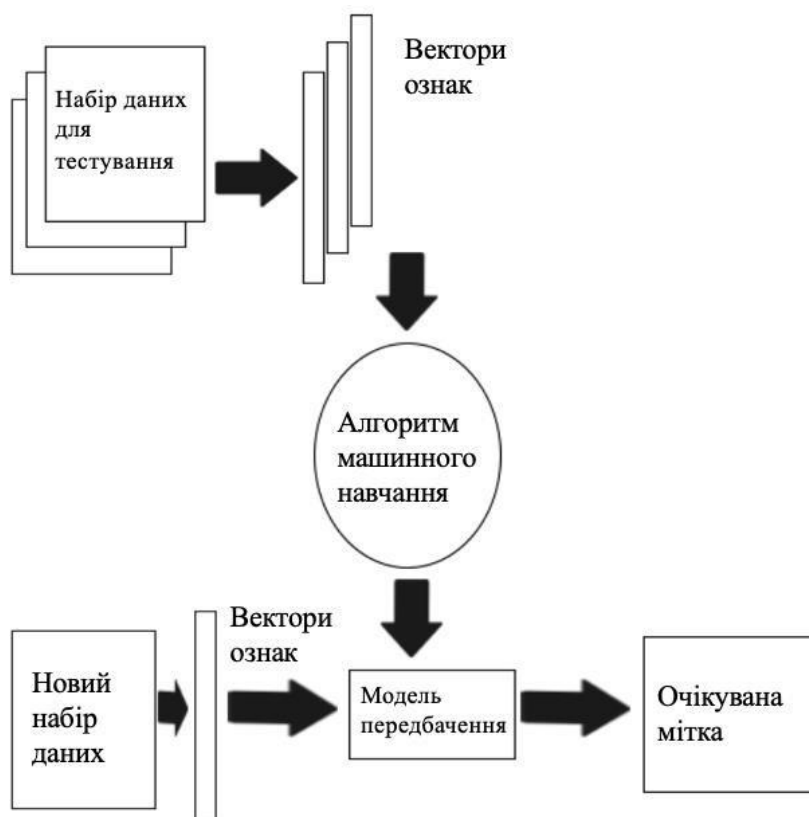 Набір даних
для
тестування
Вектори
ознак
Алгоритм
машинного
навчання
Вектори
ознак
Новий
набір
даних
Модель
передбачення
Очікувана
мітка